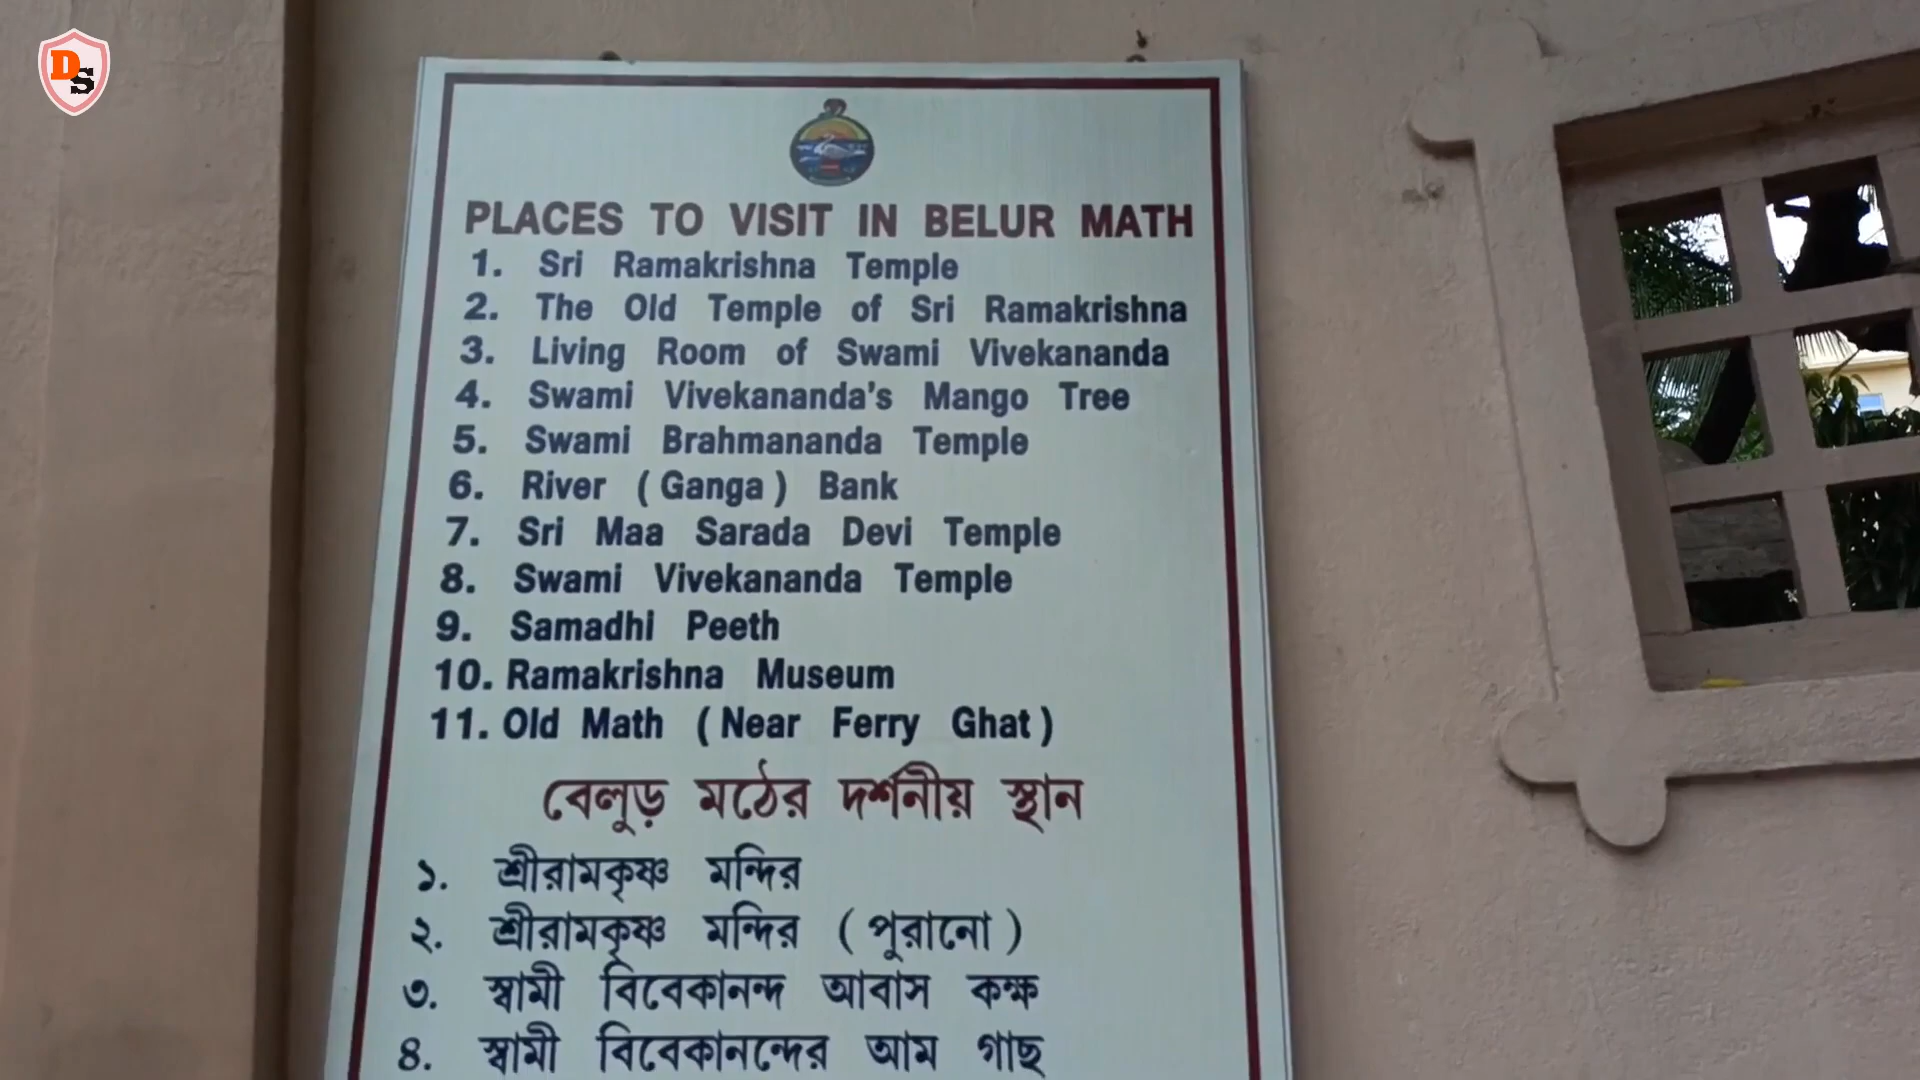 DS
PLACES TO VISIT IN BELUR MATH
1. Sri Ramakrishna Temple
2. The Old Temple of Sri Ramakrishna
3. Living Room of Swami Vivekananda
4. Swami Vivekananda's Mango Tree
5. Swami Brahmananda Temple
6. River ( Ganga ) Bank
7. Sri Maa Sarada Devi Temple
8. Swami Vivekananda Temple
9. Samadhi Peeth
10. Ramakrishna Museum
11. Old Math ( Near Ferry Ghat )
বেলুড় মঠের দর্শনীয় স্থান
১. শ্রীরামকৃষ্ণ মন্দির
২. শ্রীরামকৃষ্ণ মন্দির ( পুরানো )
৩. স্বামী বিবেকানন্দ আবাস কক্ষ
৪. স্বামী বিবেকানন্দের আম গাছ